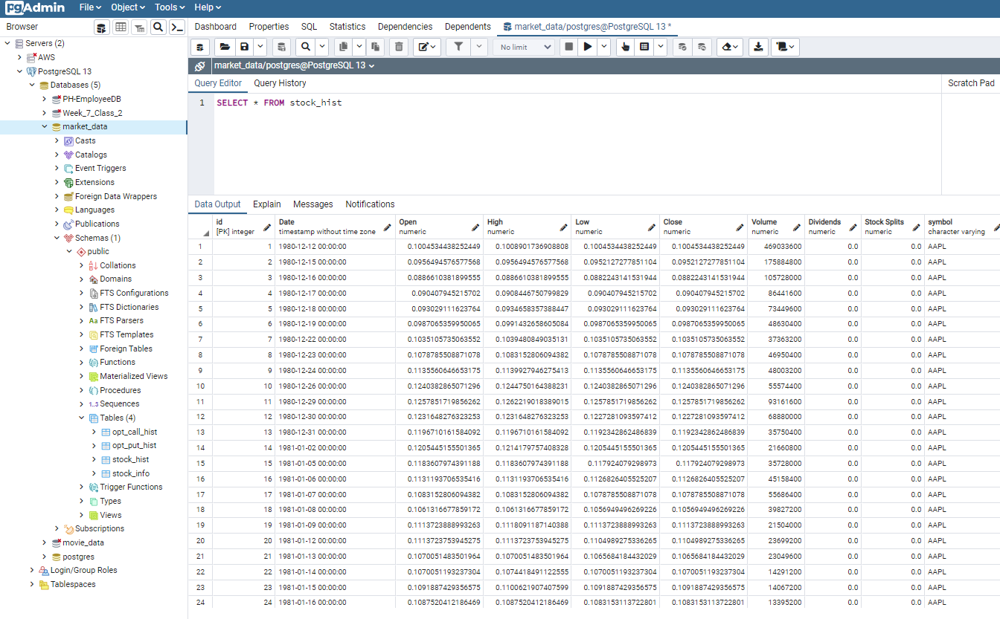 pgAdmin File Object Tools Help
Browser
Dashboard Properties SQL Statistics Dependencies Dependents market_data/postgres@PostgreSQL 13 *
No limit
market_data/postgres@PostgreSQL 13
Query Editor Query History
Scratch Pad
1 SELECT * FROM stock_hist
Servers (2)
AWS
PostgreSQL 13
Databases (5)
PH-EmployeeDB
Week_7_Class_2
market_data
Casts
Catalogs
Event Triggers
Extensions
Foreign Data Wrappers
Languages
Publications
Schemas (1)
public
Collations
Domains
FTS Configurations
FTS Dictionaries
Aa FTS Parsers
FTS Templates
Foreign Tables
Functions
Materialized Views
Procedures
1..3 Sequences
Tables (4)
opt_call_hist
opt_put_hist
stock_hist
stock_info
Trigger Functions
Types
Views
Subscriptions
movie_data
postgres
Login/Group Roles
Tablespaces
Data Output Explain Messages Notifications
id Date Open High Low Close Volume Dividends Stock Splits symbol
[PK] integer timestamp without time zone numeric numeric numeric numeric numeric numeric numeric character varying
1 1 1980-12-12 00:00:00 0.1004534438252449 0.1008901736908808 0.1004534438252449 0.1004534438252449 469033600 0.0 0.0 AAPL
2 2 1980-12-15 00:00:00 0.0956494576577568 0.0956494576577568 0.0952127277851104 0.0952127277851104 175884800 0.0 0.0 AAPL
3 3 1980-12-16 00:00:00 0.0886610381899555 0.0886610381899555 0.0882243141531944 0.0882243141531944 105728000 0.0 0.0 AAPL
4 4 1980-12-17 00:00:00 0.090407945215702 0.0908446750799829 0.090407945215702 0.090407945215702 86441600 0.0 0.0 AAPL
5 5 1980-12-18 00:00:00 0.093029111623764 0.0934658357388447 0.093029111623764 0.093029111623764 73449600 0.0 0.0 AAPL
6 6 1980-12-19 00:00:00 0.0987065359950065 0.0991432658605084 0.0987065359950065 0.0987065359950065 48630400 0.0 0.0 AAPL
7 7 1980-12-22 00:00:00 0.1035105735063552 0.1039480849035131 0.1035105735063552 0.1035105735063552 37363200 0.0 0.0 AAPL
8 8 1980-12-23 00:00:00 0.1078785508871078 0.1083152806094382 0.1078785508871078 0.1078785508871078 46950400 0.0 0.0 AAPL
9 9 1980-12-24 00:00:00 0.1135560646653175 0.1139927946275413 0.1135560646653175 0.1135560646653175 48003200 0.0 0.0 AAPL
10 10 1980-12-26 00:00:00 0.1240382865071296 0.1244750164388231 0.1240382865071296 0.1240382865071296 55574400 0.0 0.0 AAPL
11 11 1980-12-29 00:00:00 0.1257851719856262 0.1262219018389015 0.1257851719856262 0.1257851719856262 93161600 0.0 0.0 AAPL
12 12 1980-12-30 00:00:00 0.1231648276323253 0.1231648276323253 0.1227281093597412 0.1227281093597412 68880000 0.0 0.0 AAPL
13 13 1980-12-31 00:00:00 0.1196710161584092 0.1196710161584092 0.1192342862486839 0.1192342862486839 35750400 0.0 0.0 AAPL
14 14 1981-01-02 00:00:00 0.1205445155501365 0.1214179757408328 0.1205445155501365 0.1205445155501365 21660800 0.0 0.0 AAPL
15 15 1981-01-05 00:00:00 0.1183607974391188 0.1183607974391188 0.117924079298973 0.117924079298973 35728000 0.0 0.0 AAPL
16 16 1981-01-06 00:00:00 0.1131193706535416 0.1131193706535416 0.1126826405525207 0.1126826405525207 45158400 0.0 0.0 AAPL
17 17 1981-01-07 00:00:00 0.1083152806094382 0.1083152806094382 0.1078785508871078 0.1078785508871078 55686400 0.0 0.0 AAPL
18 18 1981-01-08 00:00:00 0.1061316677859172 0.1061316677859172 0.1056949496269226 0.1056949496269226 39827200 0.0 0.0 AAPL
19 19 1981-01-09 00:00:00 0.1113723888993263 0.1118091187140388 0.1113723888993263 0.1113723888993263 21504000 0.0 0.0 AAPL
20 20 1981-01-12 00:00:00 0.1113723753945275 0.1113723753945275 0.1104989275336265 0.1104989275336265 23699200 0.0 0.0 AAPL
21 21 1981-01-13 00:00:00 0.1070051483501964 0.1070051483501964 0.1065684184432029 0.1065684184432029 23049600 0.0 0.0 AAPL
22 22 1981-01-14 00:00:00 0.1070051193237304 0.1074418491122555 0.1070051193237304 0.1070051193237304 14291200 0.0 0.0 AAPL
23 23 1981-01-15 00:00:00 0.1091887429356575 0.1100621907407599 0.1091887429356575 0.1091887429356575 14067200 0.0 0.0 AAPL
24 24 1981-01-16 00:00:00 0.1087520412186469 0.1087520412186469 0.1083153113722801 0.1083153113722801 13395200 0.0 0.0 AAPL